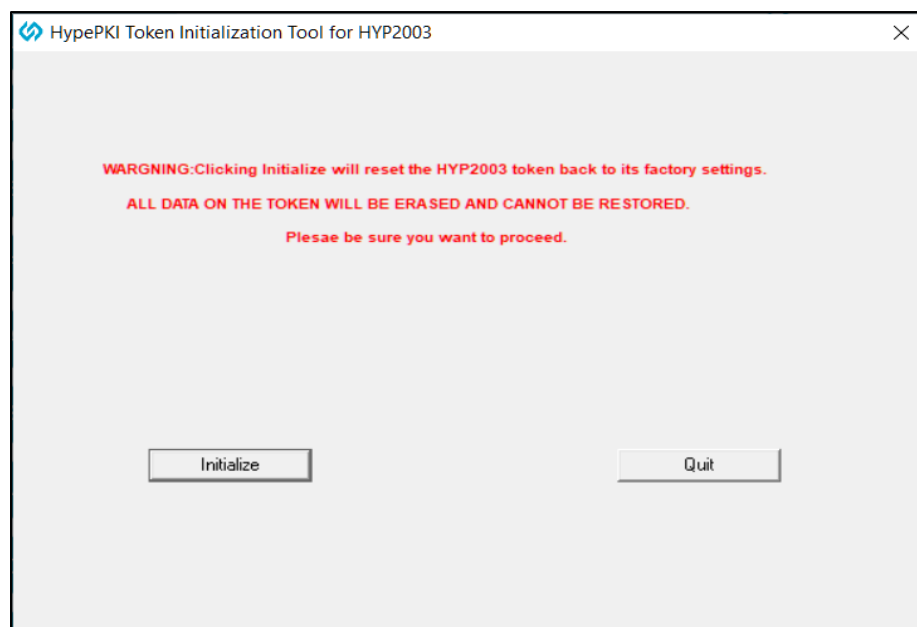 HypePKI Token Initialization Tool for HYP2003
WARGNING:Clicking Initialize will reset the HYP2003 token back to its factory settings.
ALL DATA ON THE TOKEN WILL BE ERASED AND CANNOT BE RESTORED.
Plesae be sure you want to proceed.
Initialize
Quit